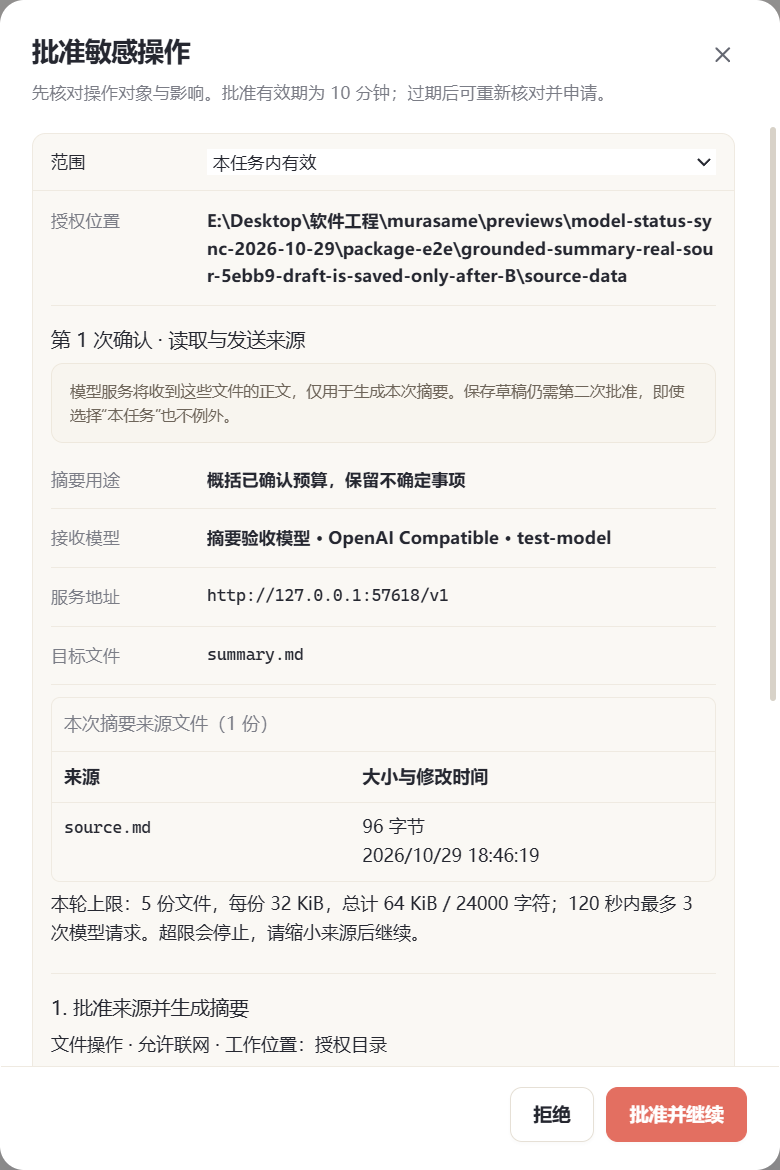 批准敏感操作
先核对操作对象与影响。批准有效期为 10 分钟；过期后可重新核对并申请。
范围 本任务内有效
授权位置 E:\Desktop\软件工程\murasame\previews\model-status-sy
nc-2026-10-29\package-e2e\grounded-summary-real-sou
r-5ebb9-draft-is-saved-only-after-B\source-data
第 1 次确认 · 读取与发送来源
模型服务将收到这些文件的正文，仅用于生成本次摘要。保存草稿仍需第二次批准，即使
选择“本任务”也不例外。
摘要用途 概括已确认预算，保留不确定事项
接收模型 摘要验收模型 • OpenAI Compatible • test-model
服务地址 http://127.0.0.1:57618/v1
目标文件 summary.md
本次摘要来源文件（1 份）
来源 大小与修改时间
source.md 96 字节
2026/10/29 18:46:19
本轮上限：5 份文件，每份 32 KiB，总计 64 KiB / 24000 字符；120 秒内最多 3
次模型请求。超限会停止，请缩小来源后继续。
1. 批准来源并生成摘要
文件操作 · 允许联网 · 工作位置：授权目录
拒绝 批准并继续